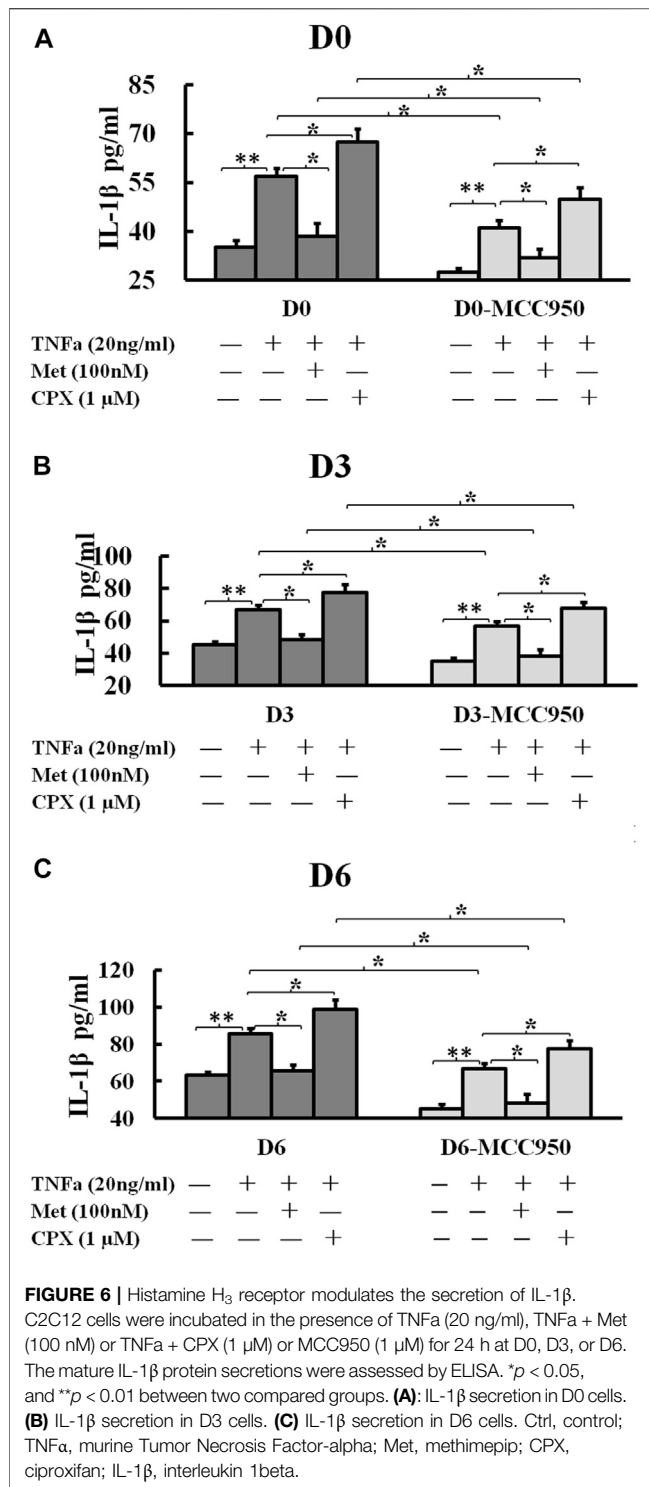 A
D0
IL-1β pg/ml
85
70
55
40
25
** * * ** * * * * *
D0 D0-MCC950
TNFa (20ng/ml) — + + + — + + +
Met (100nM) — — + — — — + —
CPX (1 μM) — — — + — — — +
B
D3
IL-1β pg/ml
100
80
60
40
20
** * * ** * * * * *
D3 D3-MCC950
TNFa (20ng/ml) — + + + — + + +
Met (100nM) — — + — — — + —
CPX (1 μM) — — — + — — — +
C
D6
IL-1β pg/ml
120
100
80
60
40
** * * ** * * * * *
D6 D6-MCC950
TNFa (20ng/ml) — + + + – + + +
Met (100nM) — — + — – – + –
CPX (1 μM) — — — + – – – +
FIGURE 6 | Histamine H₃ receptor modulates the secretion of IL-1β.
C2C12 cells were incubated in the presence of TNFa (20 ng/ml), TNFa + Met
(100 nM) or TNFa + CPX (1 μM) or MCC950 (1 μM) for 24 h at D0, D3, or D6.
The mature IL-1β protein secretions were assessed by ELISA. *p < 0.05,
and **p < 0.01 between two compared groups. (A): IL-1β secretion in D0 cells.
(B) IL-1β secretion in D3 cells. (C) IL-1β secretion in D6 cells. Ctrl, control;
TNFα, murine Tumor Necrosis Factor-alpha; Met, methimepip; CPX,
ciproxifan; IL-1β, interleukin 1beta.